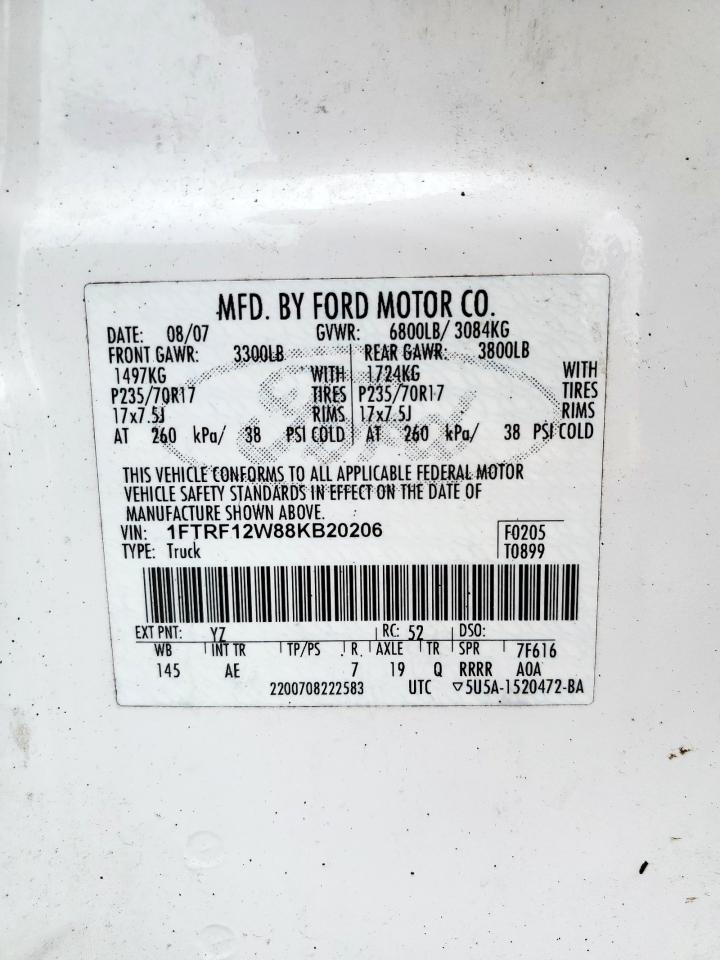 MFD. BY FORD MOTOR CO.
DATE: 08/07 GVWR: 6800LB/ 3084KG
FRONT GAWR: 3300LB REAR GAWR: 3800LB
1497KG WITH 1724KG WITH
P235/70R17 TIRES P235/70R17 TIRES
17x7.5J RIMS 17x7.5J RIMS
AT 260 kPa/ 38 PSI COLD AT 260 kPa/ 38 PSI COLD
Ford
THIS VEHICLE CONFORMS TO ALL APPLICABLE FEDERAL MOTOR
VEHICLE SAFETY STANDARDS IN EFFECT ON THE DATE OF
MANUFACTURE SHOWN ABOVE.
VIN: 1FTRF12W88KB20206 F0205
TYPE: Truck T0899
EXT PNT: YZ RC: 52 DSO:
WB INT TR TP/PS R. AXLE TR SPR 7F616
145 AE 7 19 Q RRRR A0A
2200708222583 UTC ▽5U5A-1520472-BA